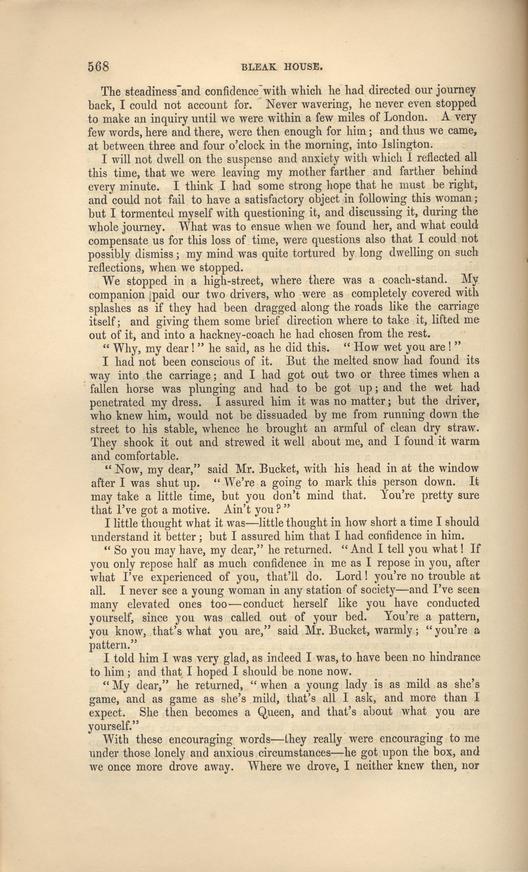 568
BLEAK HOUSE.
The steadiness and confidence with which he had directed our journey
back, I could not account for. Never wavering, he never even stopped
to make an inquiry until we were within a few miles of London. A very
few words, here and there, were then enough for him; and thus we came,
at between three and four o'clock in the morning, into Islington.
I will not dwell on the suspense and anxiety with which I reflected all
this time, that we were leaving my mother farther and farther behind
every minute. I think I had some strong hope that he must be right,
and could not fail to have a satisfactory object in following this woman;
but I tormented myself with questioning it, and discussing it, during the
whole journey. What was to ensue when we found her, and what could
compensate us for this loss of time, were questions also that I could not
possibly dismiss; my mind was quite tortured by long dwelling on such
reflections, when we stopped.
We stopped in a high-street, where there was a coach-stand. My
companion paid our two drivers, who were as completely covered with
splashes as if they had been dragged along the roads like the carriage
itself; and giving them some brief direction where to take it, lifted me
out of it, and into a hackney-coach he had chosen from the rest.
"Why, my dear!" he said, as he did this. "How wet you are!"
I had not been conscious of it. But the melted snow had found its
way into the carriage; and I had got out two or three times when a
fallen horse was plunging and had to be got up; and the wet had
penetrated my dress. I assured him it was no matter; but the driver,
who knew him, would not be dissuaded by me from running down the
street to his stable, whence he brought an armful of clean dry straw.
They shook it out and strewed it well about me, and I found it warm
and comfortable.
"Now, my dear," said Mr. Bucket, with his head in at the window
after I was shut up. "We're a going to mark this person down. It
may take a little time, but you don't mind that. You're pretty sure
that I've got a motive. Ain't you?"
I little thought what it was—little thought in how short a time I should
understand it better; but I assured him that I had confidence in him.
"So you may have, my dear," he returned. "And I tell you what! If
you only repose half as much confidence in me as I repose in you, after
what I've experienced of you, that'll do. Lord! you're no trouble at
all. I never see a young woman in any station of society—and I've seen
many elevated ones too—conduct herself like you have conducted
yourself, since you was called out of your bed. You're a pattern,
you know, that's what you are," said Mr. Bucket, warmly; "you're a
pattern."
I told him I was very glad, as indeed I was, to have been no hindrance
to him; and that I hoped I should be none now.
"My dear," he returned, "when a young lady is as mild as she's
game, and as game as she's mild, that's all I ask, and more than I
expect. She then becomes a Queen, and that's about what you are
yourself."
With these encouraging words—they really were encouraging to me
under those lonely and anxious circumstances—he got upon the box, and
we once more drove away. Where we drove, I neither knew then, nor